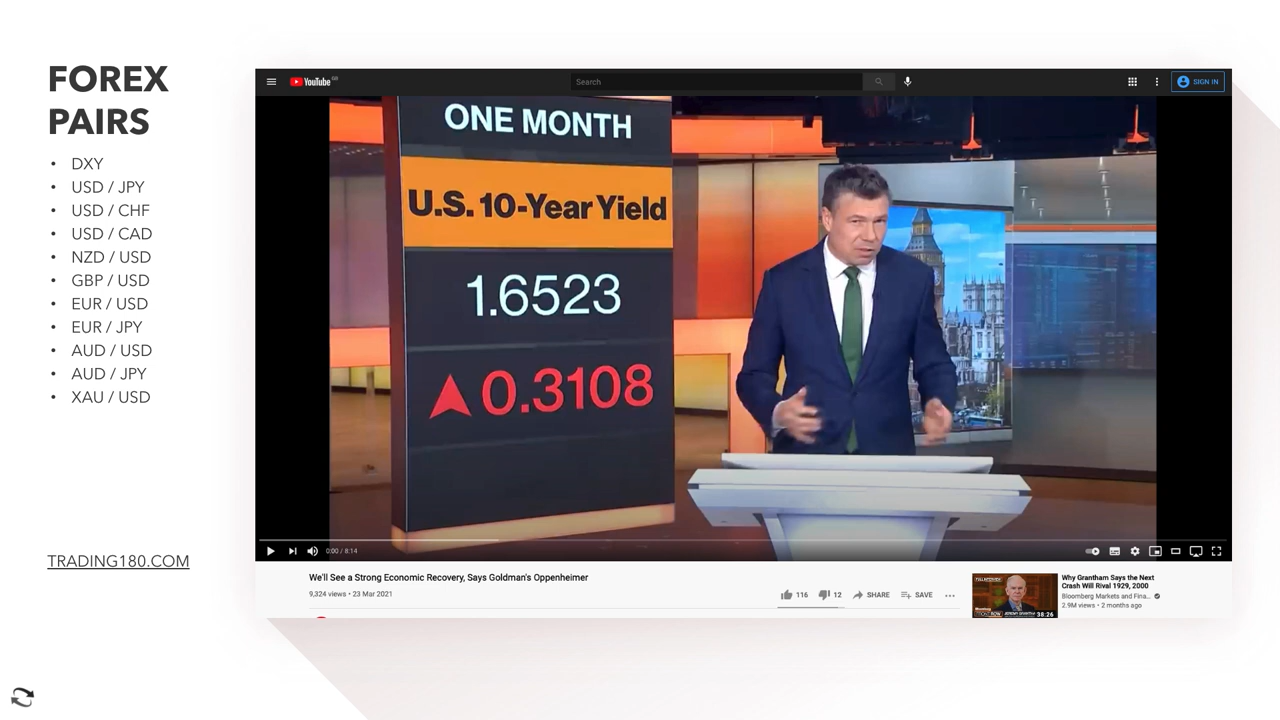 FOREX
PAIRS
• DXY
• USD / JPY
• USD / CHF
• USD / CAD
• NZD / USD
• GBP / USD
• EUR / USD
• EUR / JPY
• AUD / USD
• AUD / JPY
• XAU / USD
TRADING180.COM
YouTube GB
Search
SIGN IN
ONE MONTH
U.S. 10-Year Yield
1.6523
▲0.3108
0:00 / 8:14
We'll See a Strong Economic Recovery, Says Goldman's Oppenheimer
9,324 views • 23 Mar 2021
116
12
SHARE
SAVE
Why Grantham Says the Next
Crash Will Rival 1929, 2000
Bloomberg Markets and Fina...
2.9M views • 2 months ago
38:26